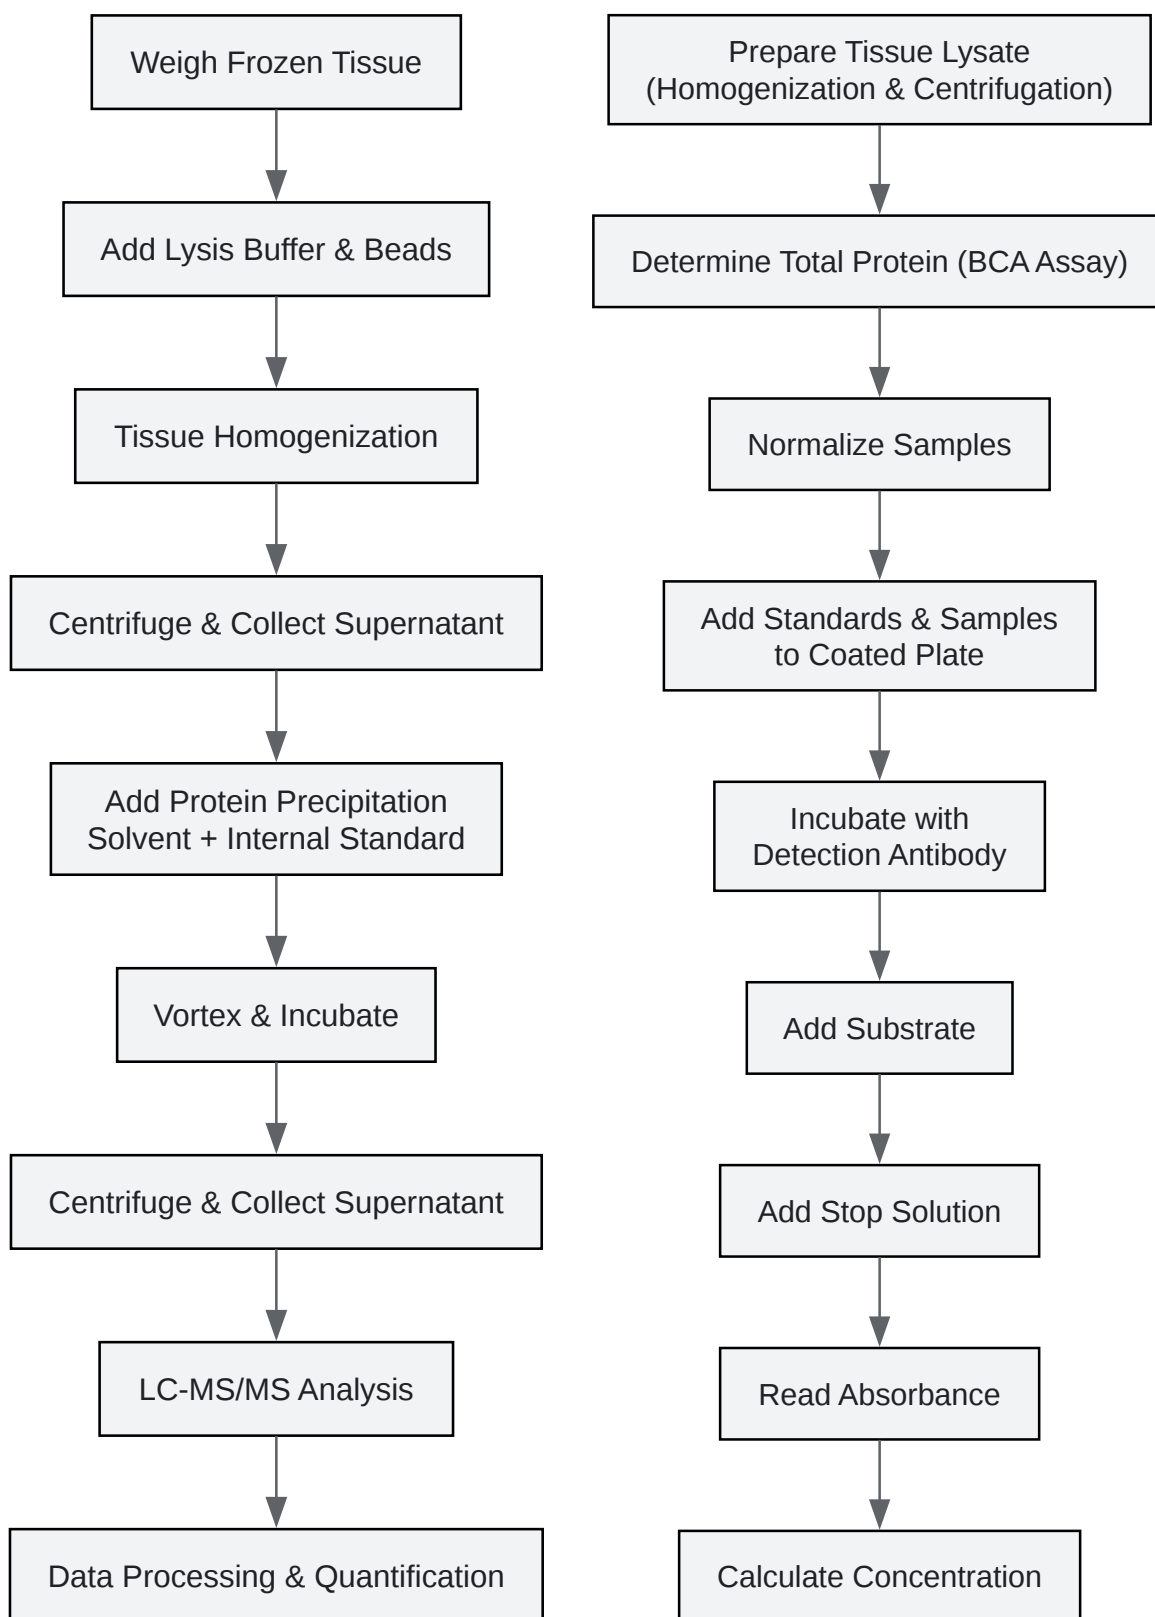 Weigh Frozen Tissue
Add Lysis Buffer & Beads
Tissue Homogenization
Centrifuge & Collect Supernatant
Add Protein Precipitation
Solvent + Internal Standard
Vortex & Incubate
Centrifuge & Collect Supernatant
LC-MS/MS Analysis
Data Processing & Quantification
Prepare Tissue Lysate
(Homogenization & Centrifugation)
Determine Total Protein (BCA Assay)
Normalize Samples
Add Standards & Samples
to Coated Plate
Incubate with
Detection Antibody
Add Substrate
Add Stop Solution
Read Absorbance
Calculate Concentration